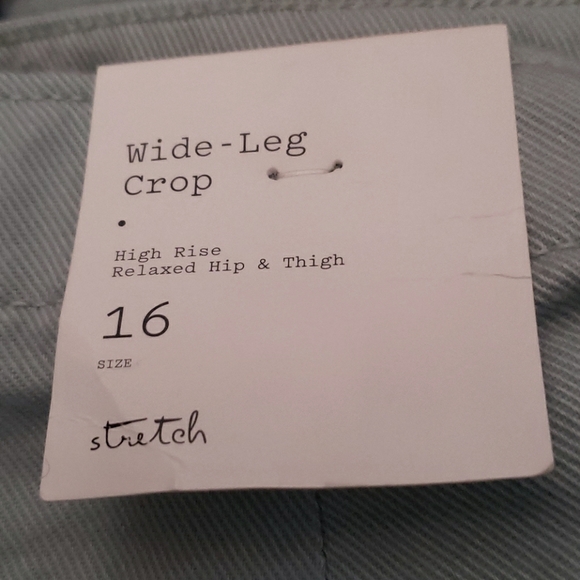 Wide-Leg
Crop
•
High Rise
Relaxed Hip & Thigh
16
SIZE
stretch